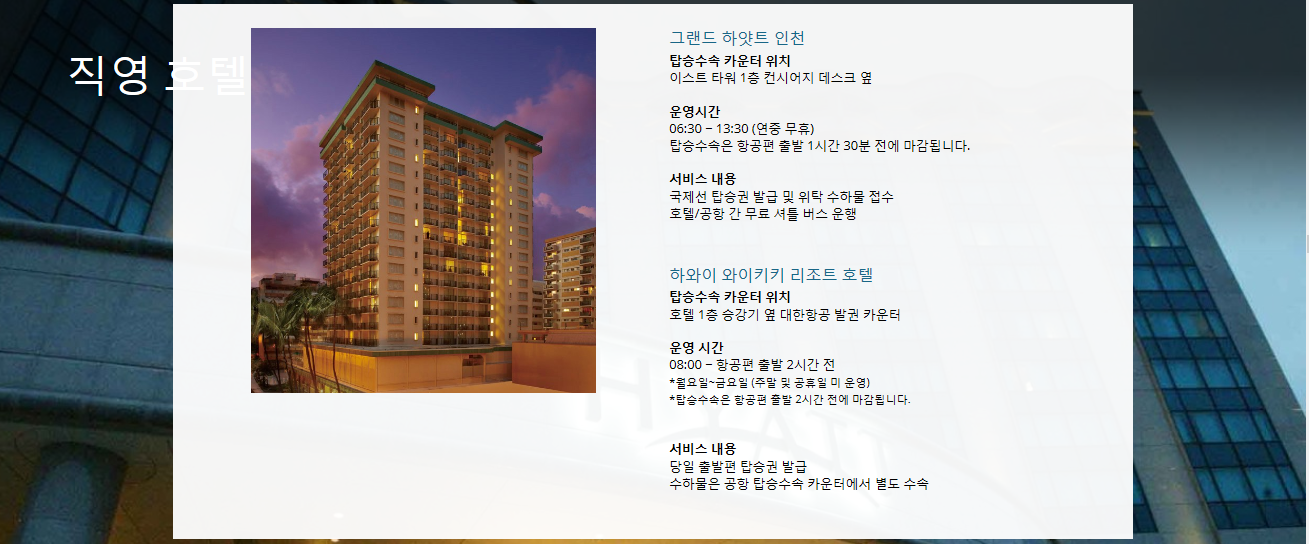 직영 호텔
그랜드 하얏트 인천
탑승수속 카운터 위치
이스트 타워 1층 컨시어지 데스크 옆
운영시간
06:30 – 13:30 (연중 무휴)
탑승수속은 항공편 출발 1시간 30분 전에 마감됩니다.
서비스 내용
국제선 탑승권 발급 및 위탁 수하물 접수
호텔/공항 간 무료 셔틀 버스 운행
하와이 와이키키 리조트 호텔
탑승수속 카운터 위치
호텔 1층 승강기 옆 대한항공 발권 카운터
운영 시간
08:00 – 항공편 출발 2시간 전
*월요일~금요일 (주말 및 공휴일 미 운영)
*탑승수속은 항공편 출발 2시간 전에 마감됩니다.
서비스 내용
당일 출발편 탑승권 발급
수하물은 공항 탑승수속 카운터에서 별도 수속